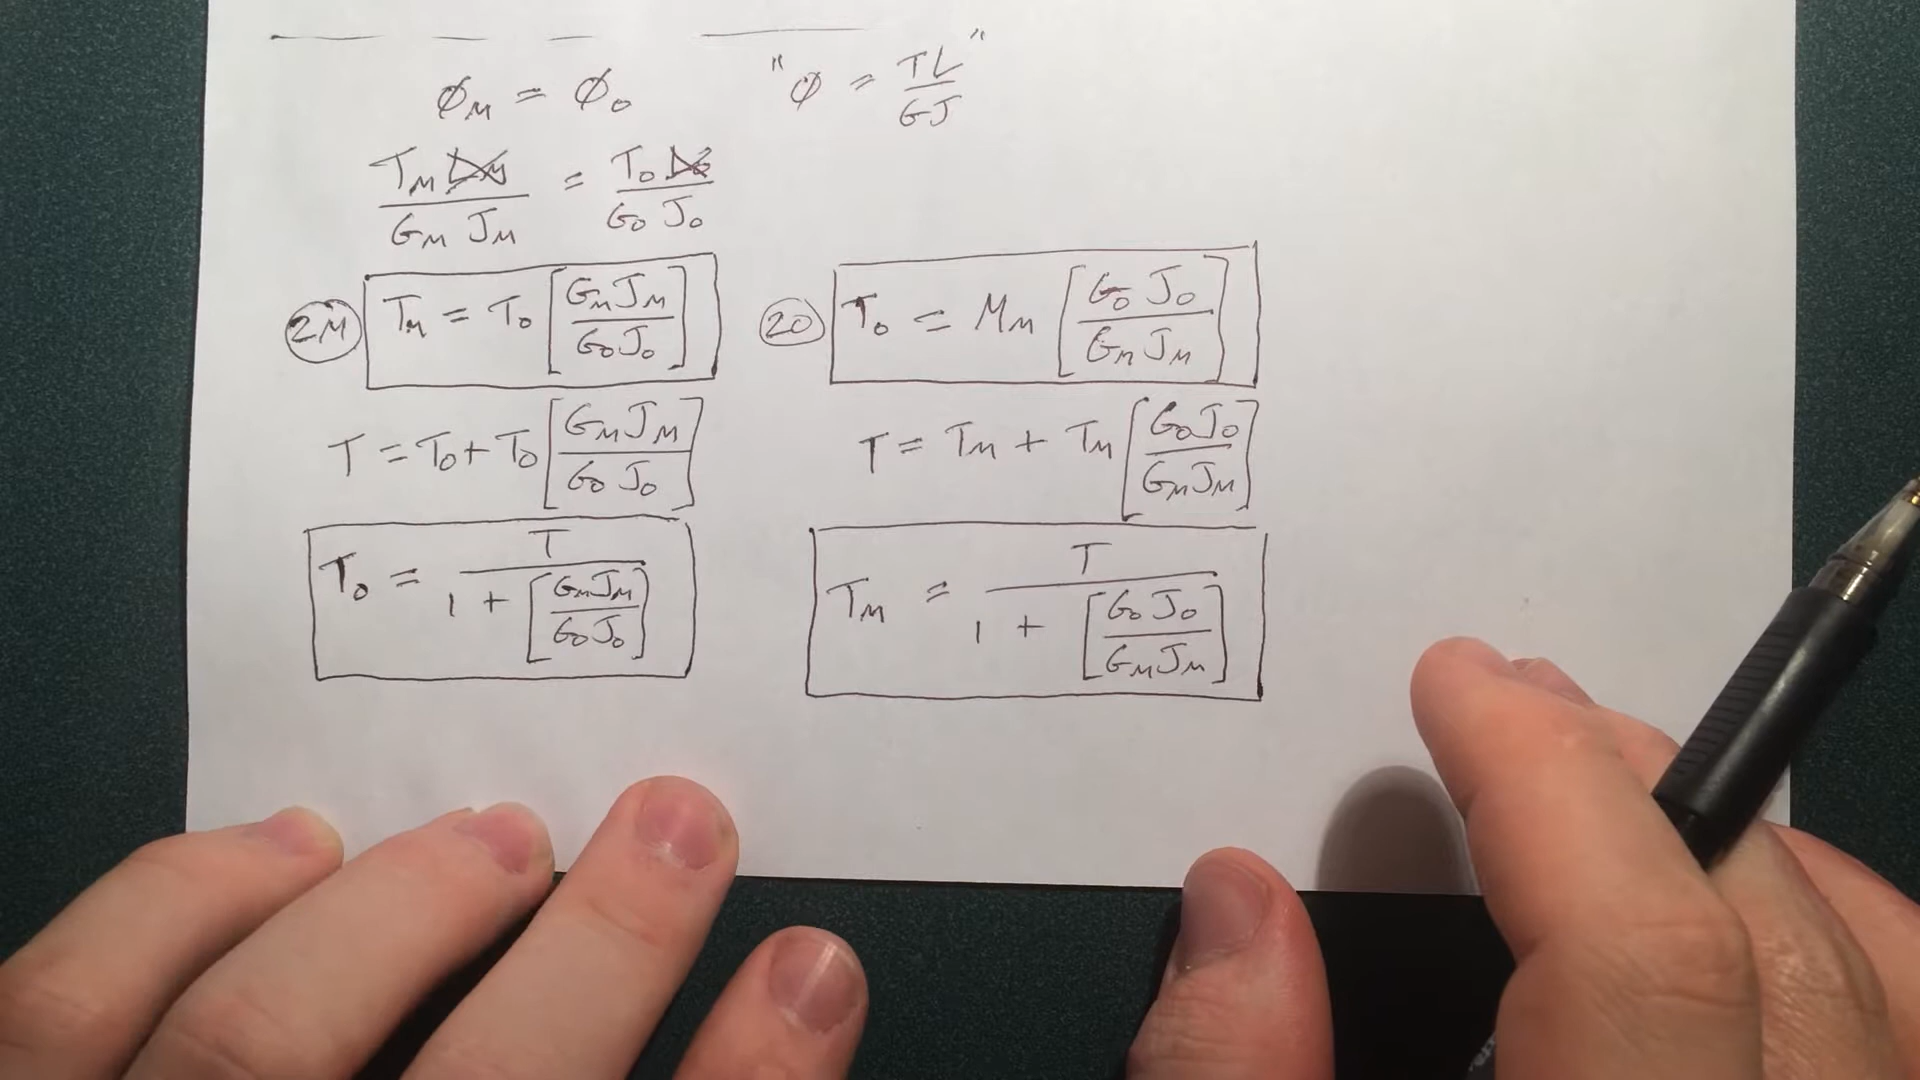 φM = φO    "φ = TL/GJ"
TM LM / GM JM = TO LO / GO JO
2M TM = TO [GM JM / GO JO]    2O TO = MM [GO JO / GM JM]
T = TO + TO [GM JM / GO JO]    T = TM + TM [GO JO / GM JM]
TO = T / 1 + [GM JM / GO JO]    TM = T / 1 + [GO JO / GM JM]